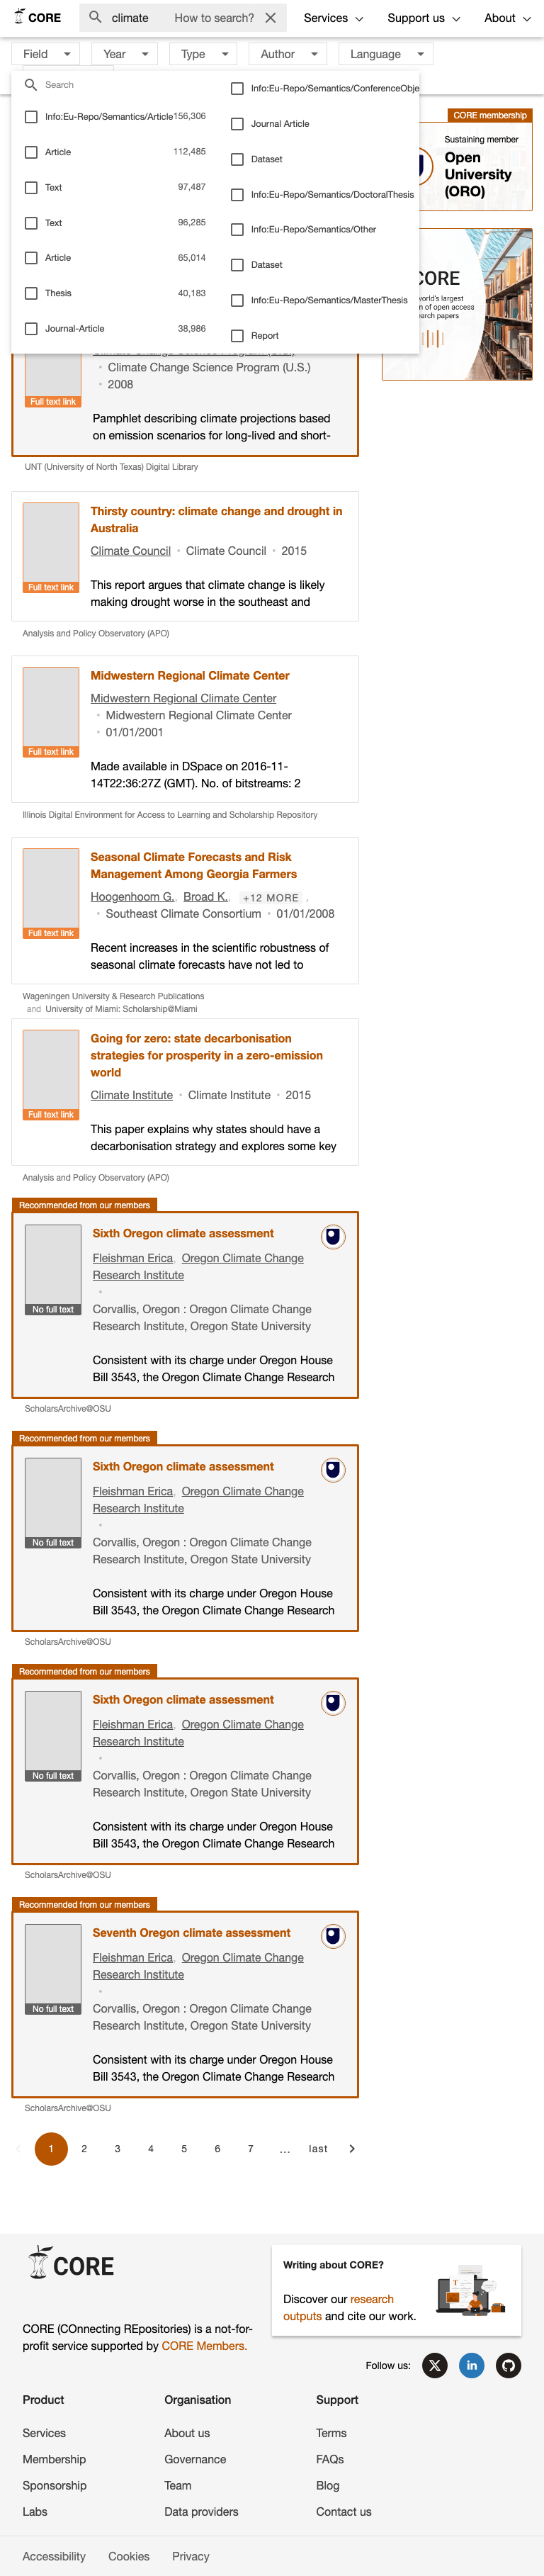 CORE
climate
How to search?
Services
Support us
About
Field
Year
Type
Author
Language
Search
Info:Eu-Repo/Semantics/Article 156,306
Article 112,485
Text 97,487
Text 96,285
Article 65,014
Thesis 40,183
Journal-Article 38,986
Info:Eu-Repo/Semantics/ConferenceObje
Journal Article
Dataset
Info:Eu-Repo/Semantics/DoctoralThesis
Info:Eu-Repo/Semantics/Other
Dataset
Info:Eu-Repo/Semantics/MasterThesis
Report
CORE membership
Sustaining member
Open
University
(ORO)
CORE
world's largest
of open access
research papers
• Climate Change Science Program (U.S.)
• 2008
Full text link
Pamphlet describing climate projections based
on emission scenarios for long-lived and short-
UNT (University of North Texas) Digital Library
Thirsty country: climate change and drought in
Australia
Climate Council • Climate Council • 2015
Full text link
This report argues that climate change is likely
making drought worse in the southeast and
Analysis and Policy Observatory (APO)
Midwestern Regional Climate Center
Midwestern Regional Climate Center
• Midwestern Regional Climate Center
• 01/01/2001
Full text link
Made available in DSpace on 2016-11-
14T22:36:27Z (GMT). No. of bitstreams: 2
Illinois Digital Environment for Access to Learning and Scholarship Repository
Seasonal Climate Forecasts and Risk
Management Among Georgia Farmers
Hoogenhoom G., Broad K., +12 MORE ,
• Southeast Climate Consortium • 01/01/2008
Full text link
Recent increases in the scientific robustness of
seasonal climate forecasts have not led to
Wageningen University & Research Publications
and University of Miami: Scholarship@Miami
Going for zero: state decarbonisation
strategies for prosperity in a zero-emission
world
Climate Institute • Climate Institute • 2015
Full text link
This paper explains why states should have a
decarbonisation strategy and explores some key
Analysis and Policy Observatory (APO)
Recommended from our members
Sixth Oregon climate assessment
Fleishman Erica, Oregon Climate Change
Research Institute
•
Corvallis, Oregon : Oregon Climate Change
Research Institute, Oregon State University
No full text
Consistent with its charge under Oregon House
Bill 3543, the Oregon Climate Change Research
ScholarsArchive@OSU
Recommended from our members
Sixth Oregon climate assessment
Fleishman Erica, Oregon Climate Change
Research Institute
•
Corvallis, Oregon : Oregon Climate Change
Research Institute, Oregon State University
No full text
Consistent with its charge under Oregon House
Bill 3543, the Oregon Climate Change Research
ScholarsArchive@OSU
Recommended from our members
Sixth Oregon climate assessment
Fleishman Erica, Oregon Climate Change
Research Institute
•
Corvallis, Oregon : Oregon Climate Change
Research Institute, Oregon State University
No full text
Consistent with its charge under Oregon House
Bill 3543, the Oregon Climate Change Research
ScholarsArchive@OSU
Recommended from our members
Seventh Oregon climate assessment
Fleishman Erica, Oregon Climate Change
Research Institute
•
Corvallis, Oregon : Oregon Climate Change
Research Institute, Oregon State University
No full text
Consistent with its charge under Oregon House
Bill 3543, the Oregon Climate Change Research
ScholarsArchive@OSU
1 2 3 4 5 6 7 ... last
CORE
CORE (COnnecting REpositories) is a not-for-
profit service supported by CORE Members.
Writing about CORE?
Discover our research
outputs and cite our work.
Follow us:
Product
Services
Membership
Sponsorship
Labs
Organisation
About us
Governance
Team
Data providers
Support
Terms
FAQs
Blog
Contact us
Accessibility
Cookies
Privacy